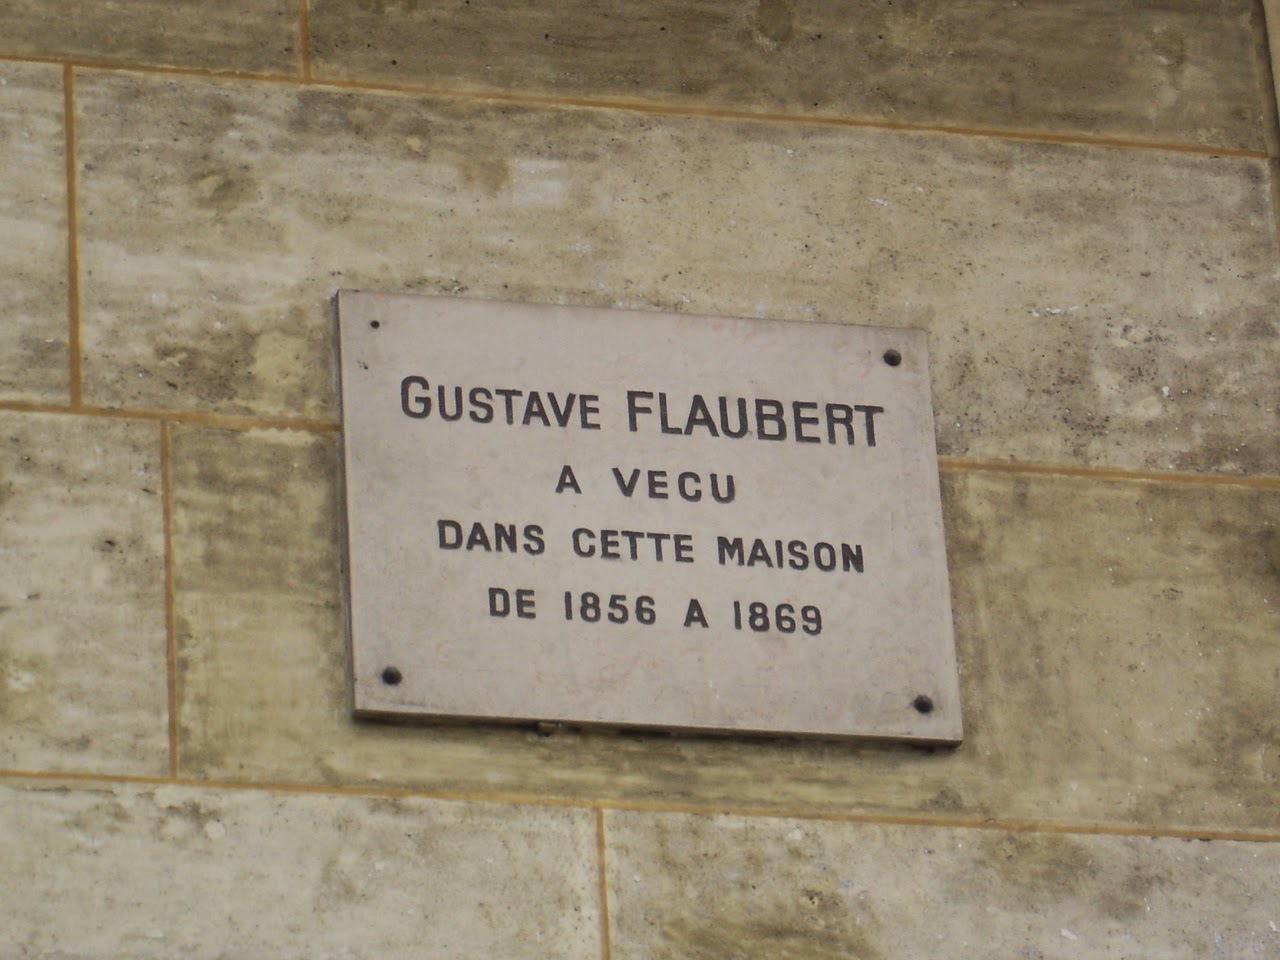 GUSTAVE FLAUBERT
A VECU
DANS CETTE MAISON
DE 1856 A 1869